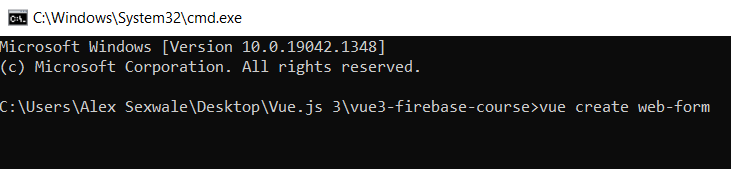 C:\Windows\System32\cmd.exe
Microsoft Windows [Version 10.0.19042.1348]
(c) Microsoft Corporation. All rights reserved.
C:\Users\Alex Sexwale\Desktop\Vue.js 3\vue3-firebase-course>vue create web-form